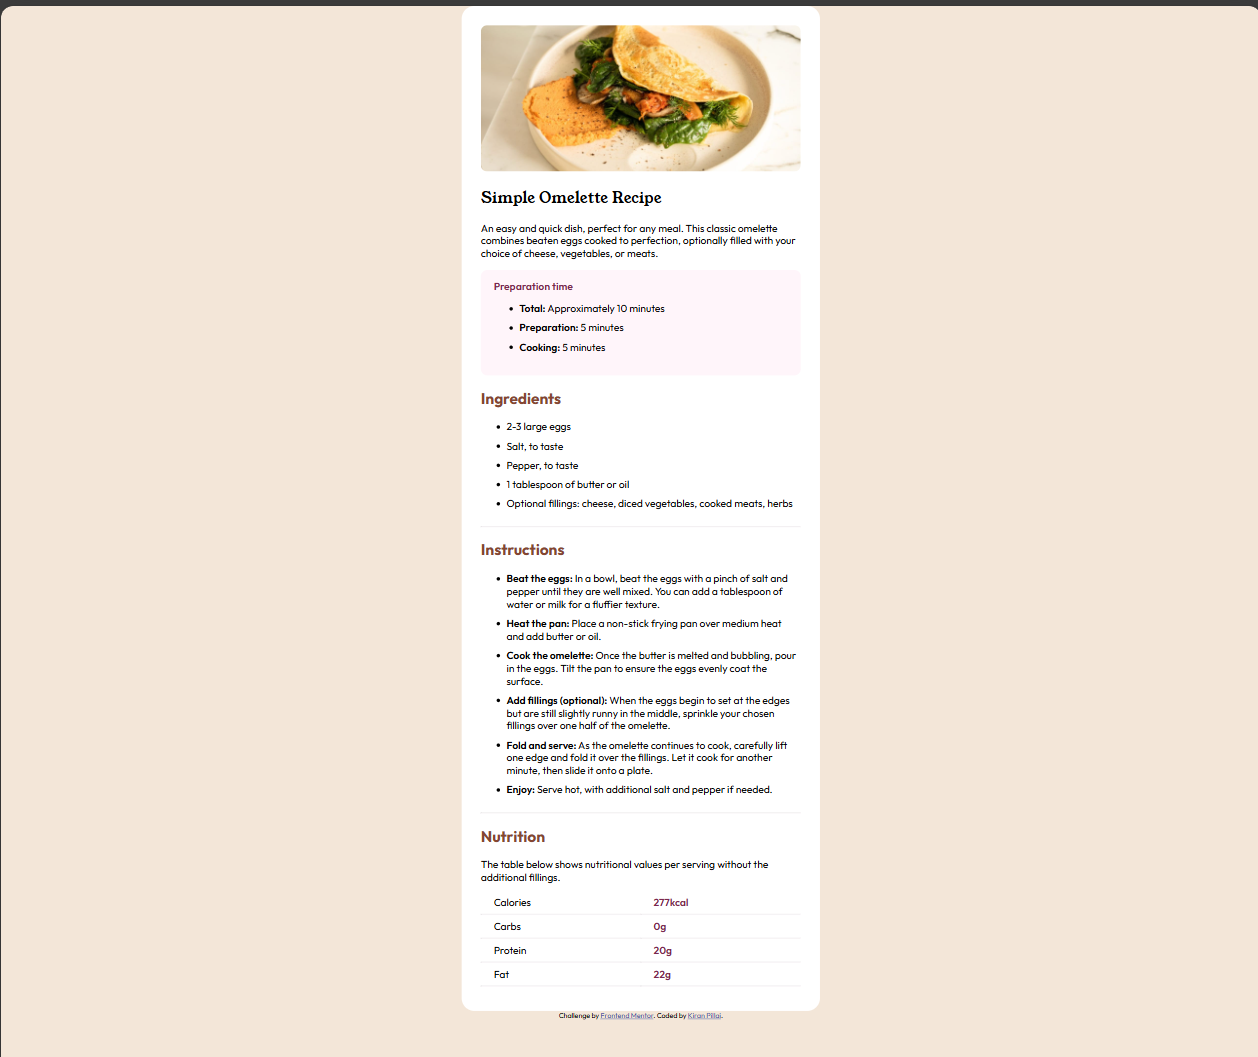 Simple Omelette Recipe
An easy and quick dish, perfect for any meal. This classic omelette
combines beaten eggs cooked to perfection, optionally filled with your
choice of cheese, vegetables, or meats.
Preparation time
• Total: Approximately 10 minutes
• Preparation: 5 minutes
• Cooking: 5 minutes
Ingredients
• 2-3 large eggs
• Salt, to taste
• Pepper, to taste
• 1 tablespoon of butter or oil
• Optional fillings: cheese, diced vegetables, cooked meats, herbs
Instructions
• Beat the eggs: In a bowl, beat the eggs with a pinch of salt and
pepper until they are well mixed. You can add a tablespoon of
water or milk for a fluffier texture.
• Heat the pan: Place a non-stick frying pan over medium heat
and add butter or oil.
• Cook the omelette: Once the butter is melted and bubbling, pour
in the eggs. Tilt the pan to ensure the eggs evenly coat the
surface.
• Add fillings (optional): When the eggs begin to set at the edges
but are still slightly runny in the middle, sprinkle your chosen
fillings over one half of the omelette.
• Fold and serve: As the omelette continues to cook, carefully lift
one edge and fold it over the fillings. Let it cook for another
minute, then slide it onto a plate.
• Enjoy: Serve hot, with additional salt and pepper if needed.
Nutrition
The table below shows nutritional values per serving without the
additional fillings.
Calories 277kcal
Carbs 0g
Protein 20g
Fat 22g
Challenge by Frontend Mentor. Coded by Kiran Pillai.